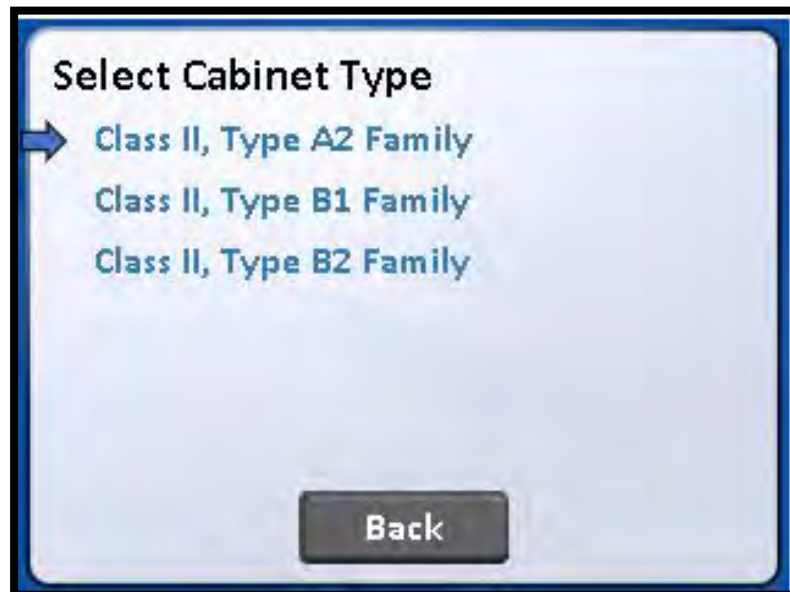 Select Cabinet Type
Class II, Type A2 Family
Class II, Type B1 Family
Class II, Type B2 Family
Back